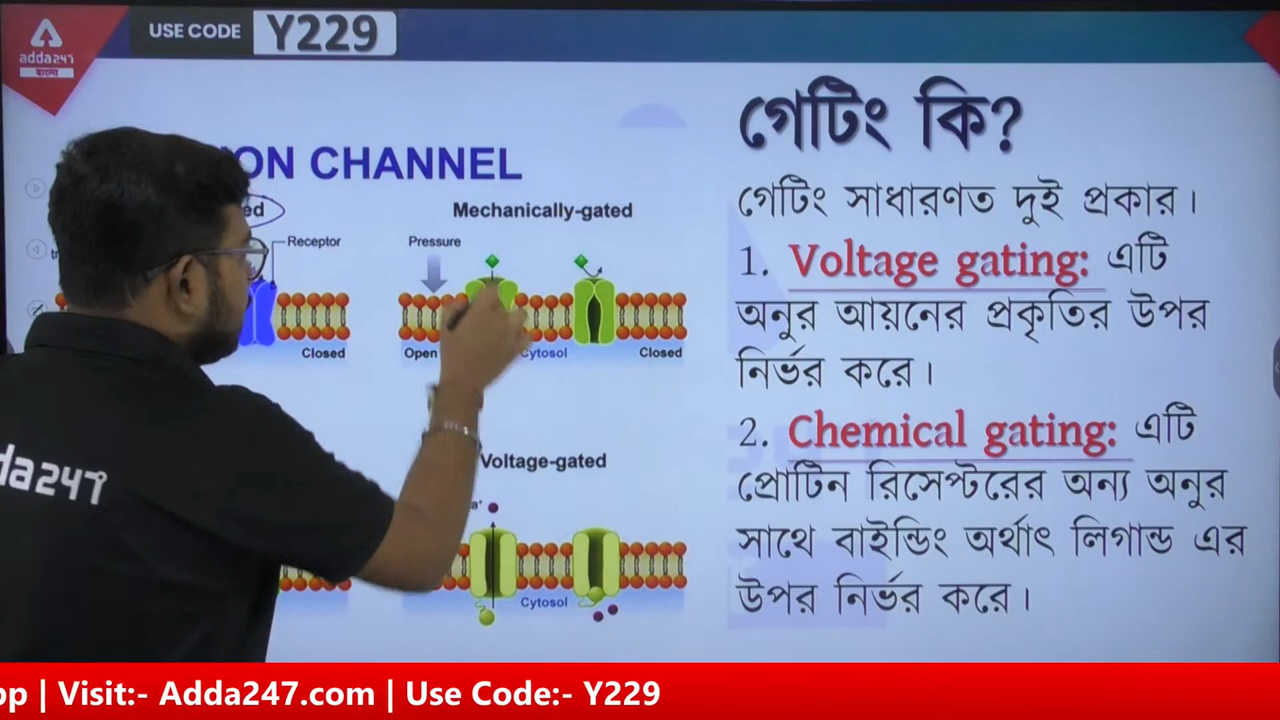 USE CODE Y229
adda247
বাংলা
ION CHANNEL
গেটিং কি?
গেটিং সাধারণত দুই প্রকার।
1. Voltage gating: এটি
অনুর আয়নের প্রকৃতির উপর
নির্ভর করে।
2. Chemical gating: এটি
প্রোটিন রিসেপ্টরের অন্য অনুর
সাথে বাইন্ডিং অর্থাৎ লিগান্ড এর
উপর নির্ভর করে।
Mechanically-gated
Receptor
Pressure
Closed
Open
Cytosol
Closed
Voltage-gated
Cytosol
da247
Visit:- Adda247.com | Use Code:- Y229